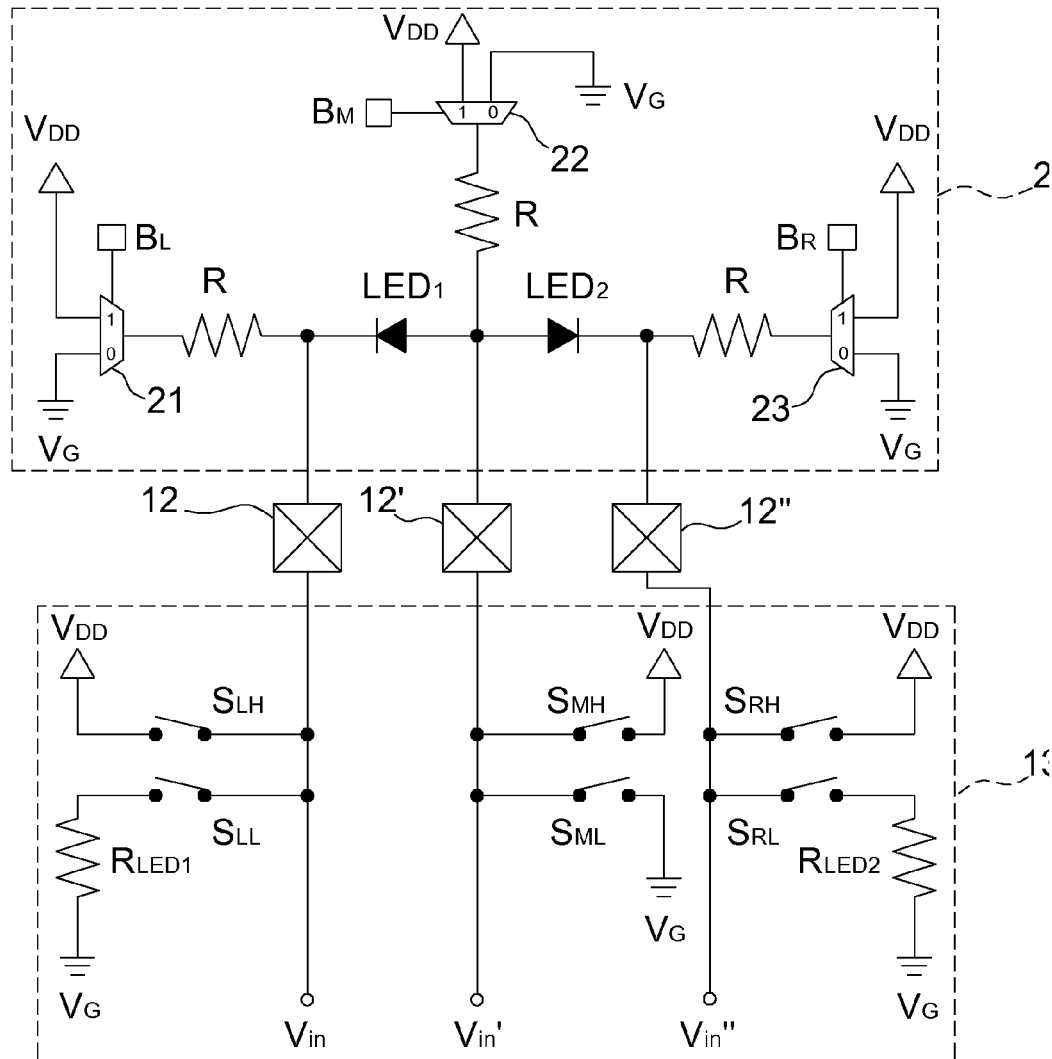 VDD
VG
BM
1 0
22
VDD
VDD
2
R
BL
BR
R
LED1
LED2
R
1
0
1
0
21
23
VG
VG
12
12'
12"
VDD
VDD
VDD
SLH
SMH
SRH
13
SLL
SML
SRL
RLED1
RLED2
VG
VG
VG
Vin
Vin'
Vin"